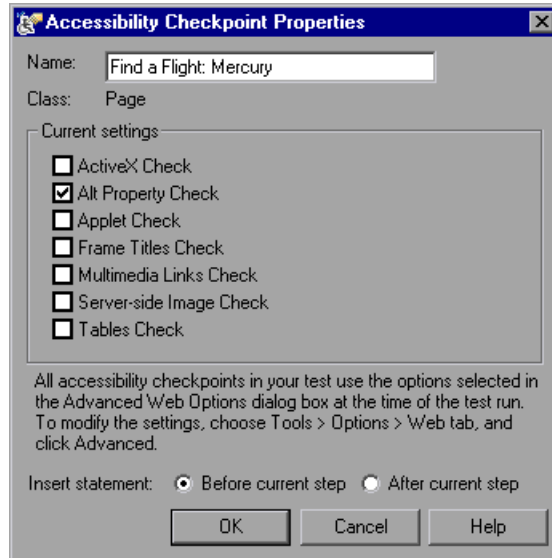 Accessibility Checkpoint Properties
Name: Find a Flight: Mercury
Class: Page
Current settings
ActiveX Check
Alt Property Check
Applet Check
Frame Titles Check
Multimedia Links Check
Server-side Image Check
Tables Check
All accessibility checkpoints in your test use the options selected in
the Advanced Web Options dialog box at the time of the test run.
To modify the settings, choose Tools > Options > Web tab, and
click Advanced.
Insert statement: Before current step After current step
OK Cancel Help